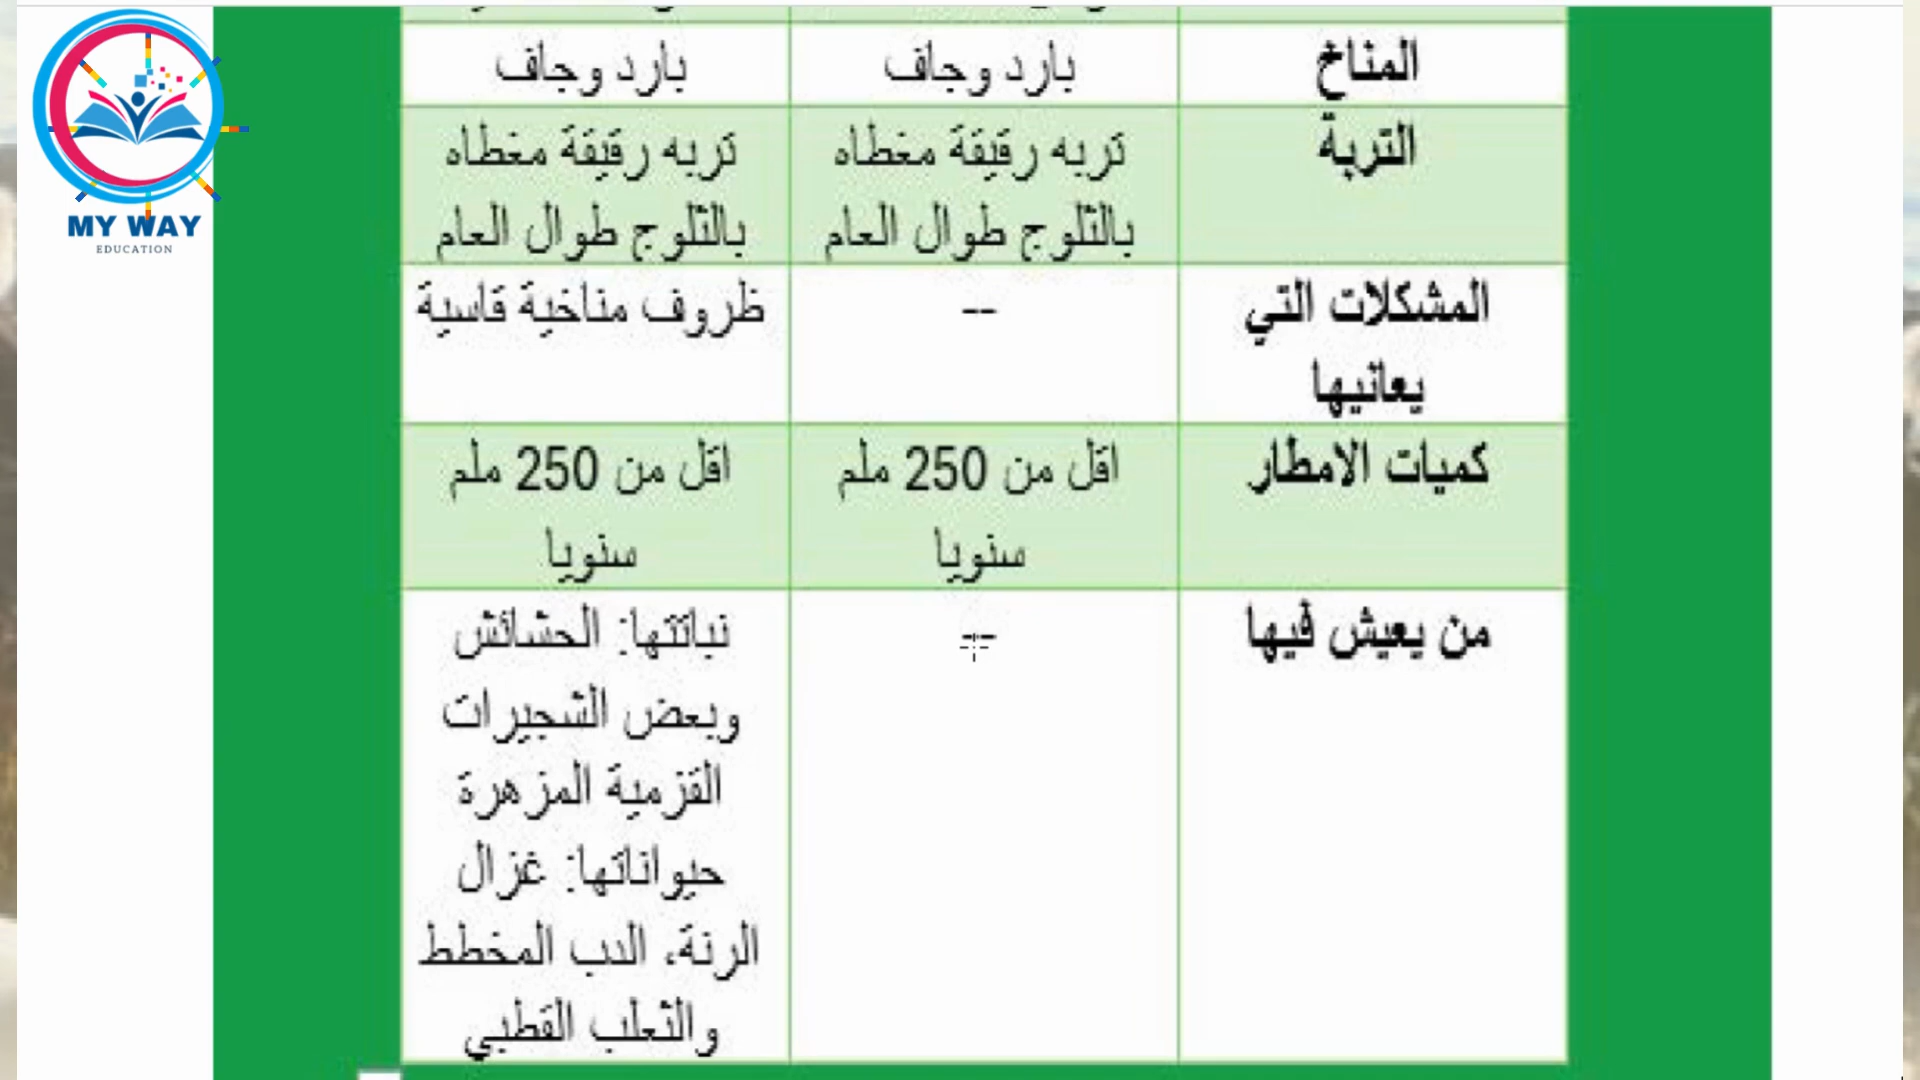 MY WAY
EDUCATION
المناخ
بارد وجاف
بارد وجاف
التربة
تربه رقيقة مغطاه
بالثلوج طوال العام
تربه رقيقة مغطاه
بالثلوج طوال العام
المشكلات التي
يعانيها
--
ظروف مناخية قاسية
كميات الامطار
اقل من 250 ملم
سنويا
اقل من 250 ملم
سنويا
من يعيش فيها
--
نباتتها: الحشائش
وبعض الشجيرات
القزمية المزهرة
حيواناتها: غزال
الرنة، الدب المخطط
والثعلب القطبي